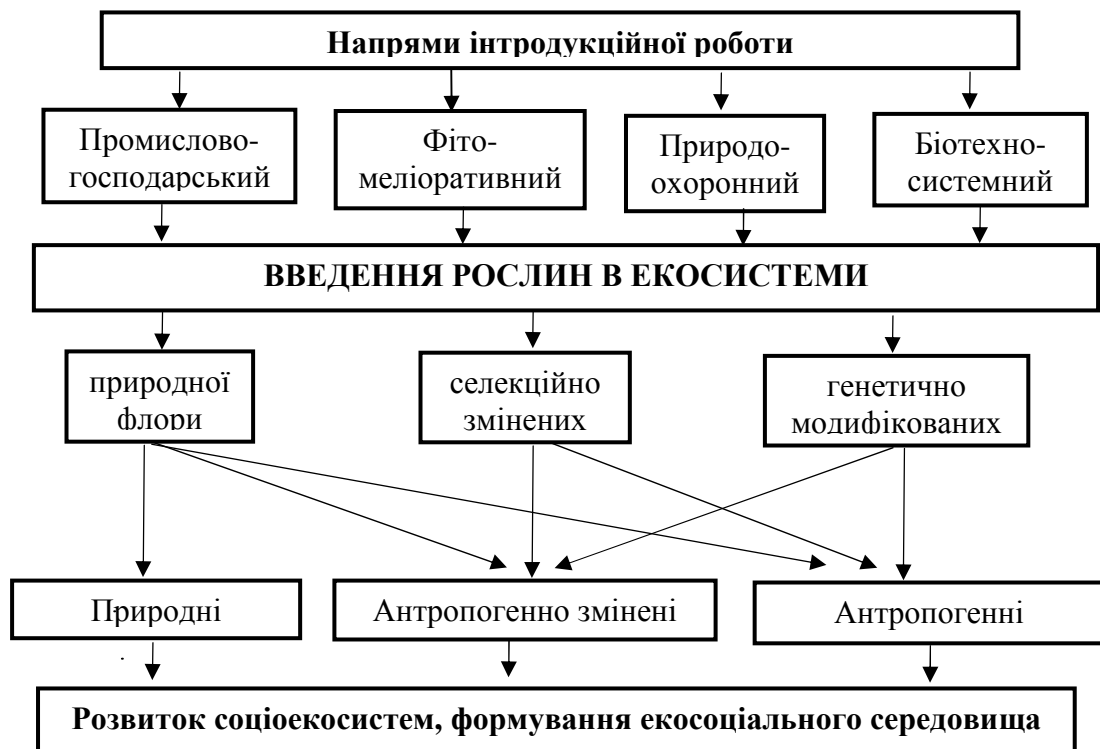 Напрями інтродукційної роботи
Промислово-
господарський
Фіто-
меліоративний
Природо-
охоронний
Біотехно-
системний
ВВЕДЕННЯ РОСЛИН В ЕКОСИСТЕМИ
природної
флори
селекційно
змінених
генетично
модифікованих
Природні
Антропогенно змінені
Антропогенні
Розвиток соціоекосистем, формування екосоціального середовища